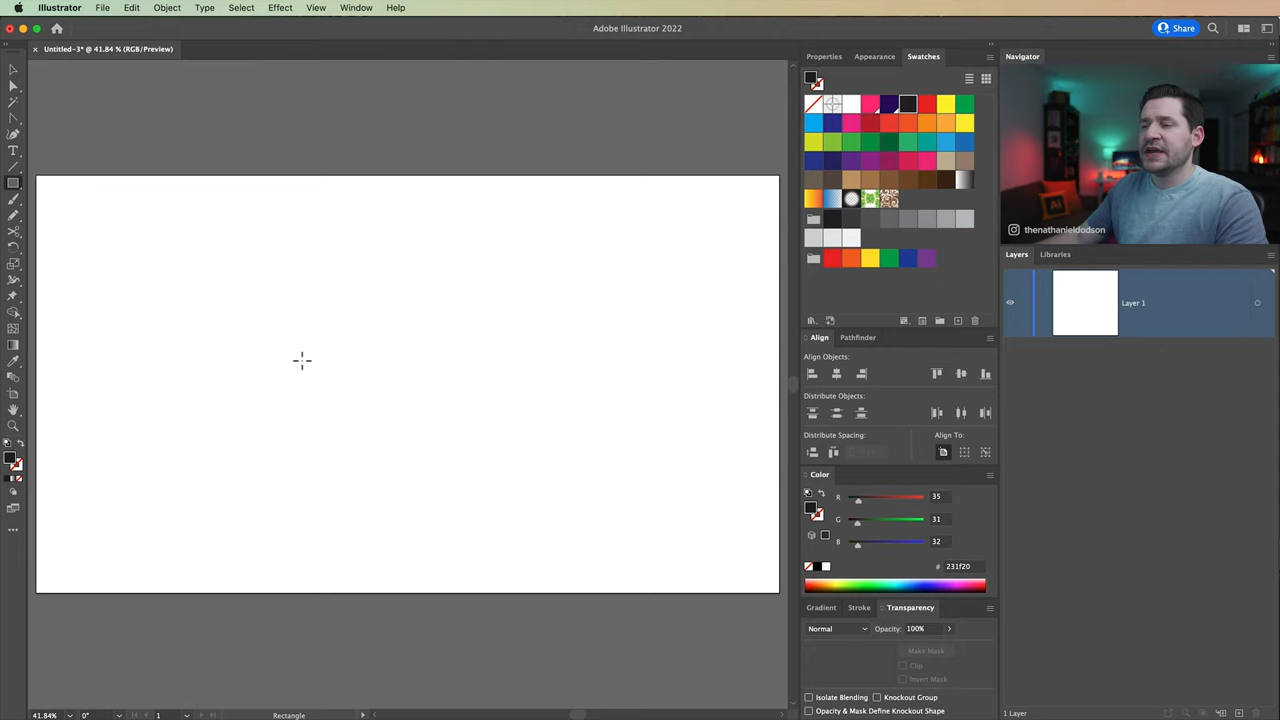 Illustrator File Edit Object Type Select Effect View Window Help
Adobe Illustrator 2022
Share
Untitled-3* @ 41.84 % (RGB/Preview)
Properties Appearance Swatches
Navigator
thenathanieldodson
Layers Libraries
Layer 1
Align Pathfinder
Align Objects:
Distribute Objects:
Distribute Spacing: Align To:
Color
R 35
G 31
B 32
# 231f20
Gradient Stroke Transparency
Normal Opacity: 100%
Make Mask
Clip
Invert Mask
Isolate Blending Knockout Group
Opacity & Mask Define Knockout Shape
41.84% 0° 1 Rectangle
1 Layer